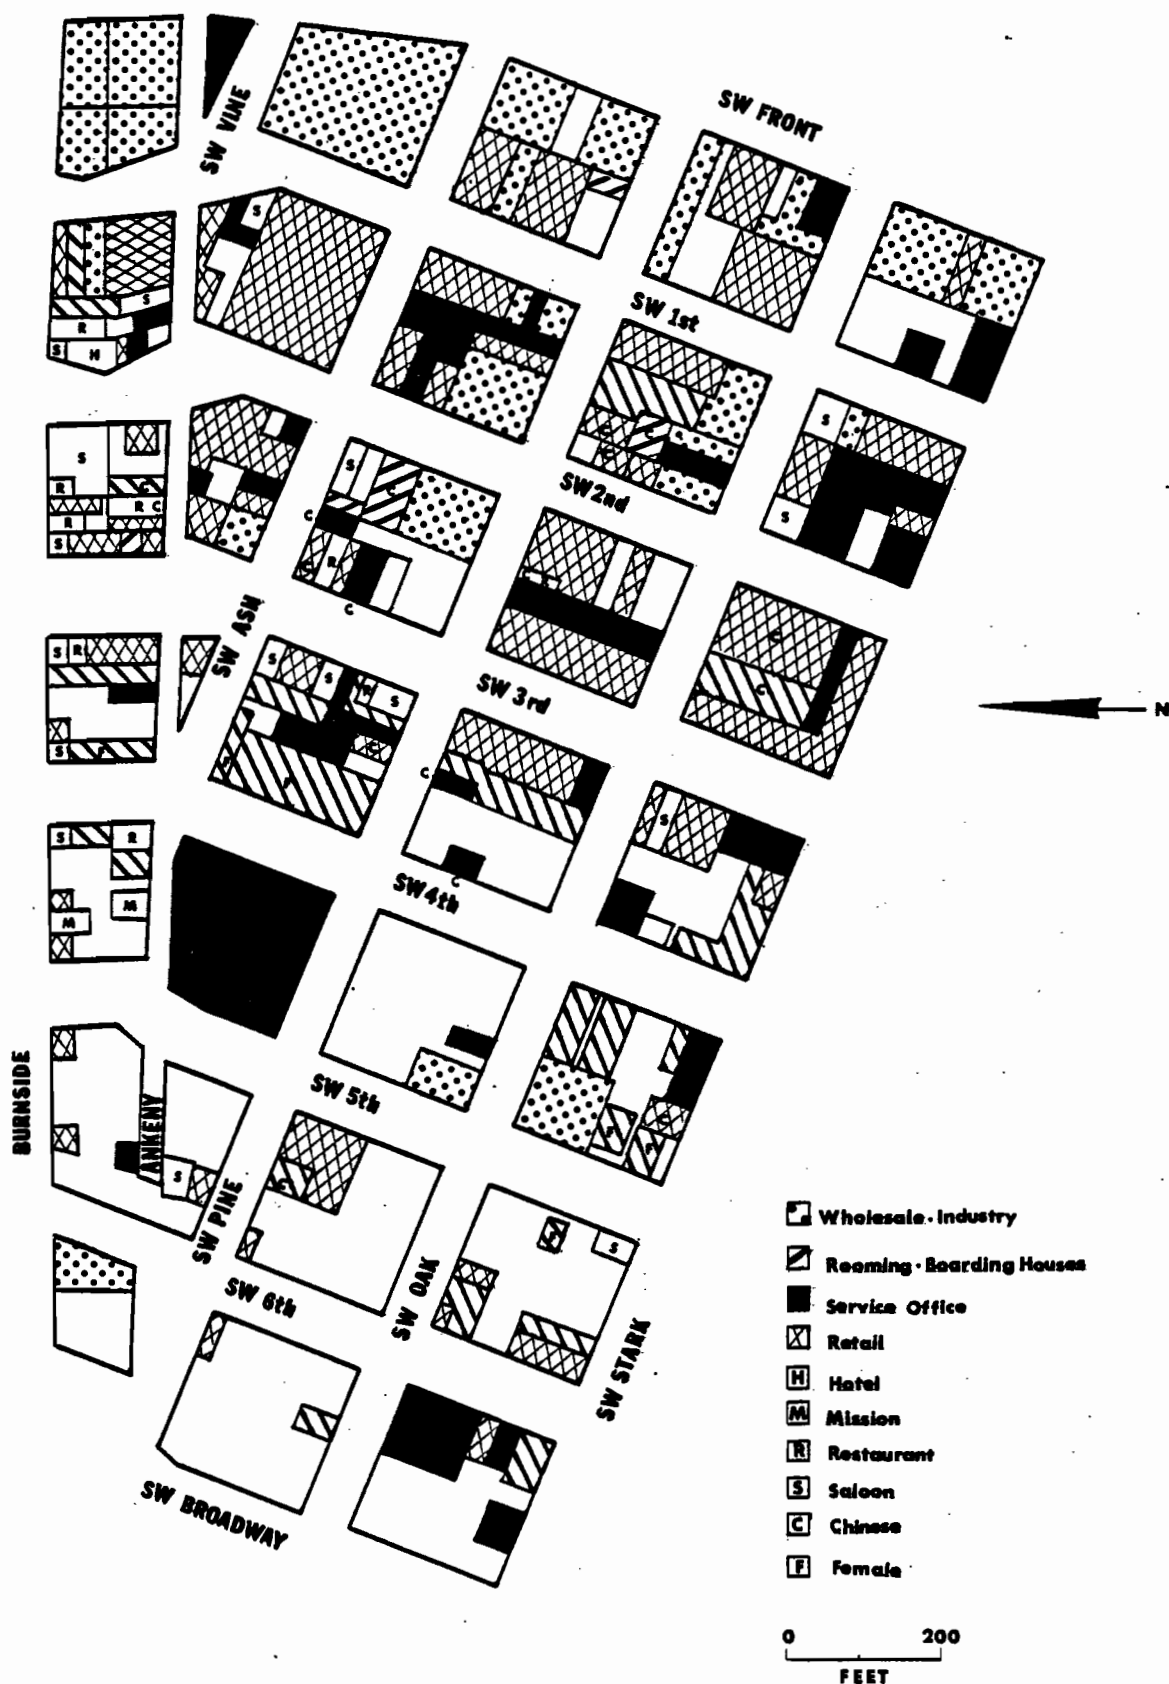 SW FRONT
SW VINE
S
SW 1st
S
R
S
H
S
C
C
C
SW 2nd
S
S
S
C
C
S
R
C
R C
R
S
C
R
C
C
SW ASH
S R
S
F
S
S
R
S
C
F
F
SW 3rd
C
C
N
C
C
S
S
R
M
M
SW 4th
BURNSIDE
ANKENY
S
SW PINE
SW 5th
C
F
F
C
SW 6th
SW OAK
S
SW STARK
SW BROADWAY
Wholesale · Industry
Rooming · Boarding Houses
Service Office
Retail
H Hotel
M Mission
R Restaurant
S Saloon
C Chinese
F Female
0 200
FEET